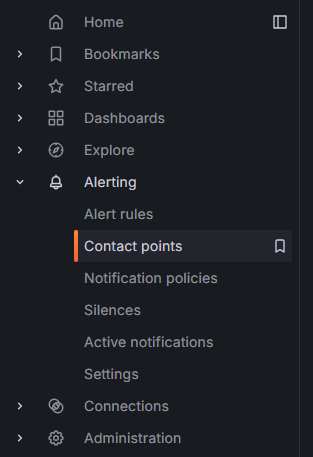 Home
Bookmarks
Starred
Dashboards
Explore
Alerting
Alert rules
Contact points
Notification policies
Silences
Active notifications
Settings
Connections
Administration